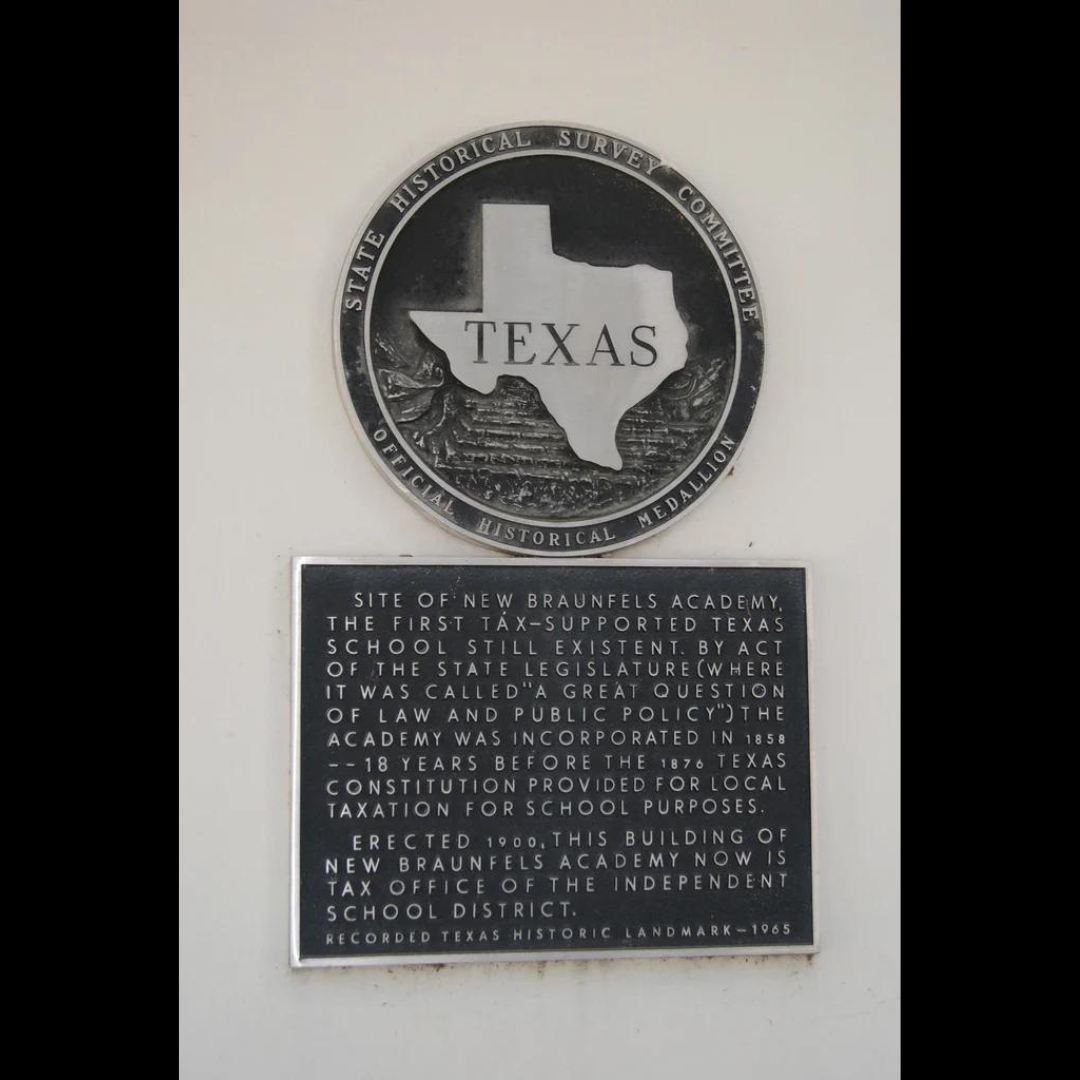 STATE HISTORICAL SURVEY COMMITTEE
TEXAS
OFFICIAL HISTORICAL MEDALLION
SITE OF NEW BRAUNFELS ACADEMY,
THE FIRST TAX-SUPPORTED TEXAS
SCHOOL STILL EXISTENT. BY ACT
OF THE STATE LEGISLATURE (WHERE
IT WAS CALLED "A GREAT QUESTION
OF LAW AND PUBLIC POLICY") THE
ACADEMY WAS INCORPORATED IN 1858
--18 YEARS BEFORE THE 1876 TEXAS
CONSTITUTION PROVIDED FOR LOCAL
TAXATION FOR SCHOOL PURPOSES.
ERECTED 1900, THIS BUILDING OF
NEW BRAUNFELS ACADEMY NOW IS
TAX OFFICE OF THE INDEPENDENT
SCHOOL DISTRICT.
RECORDED TEXAS HISTORIC LANDMARK—1965